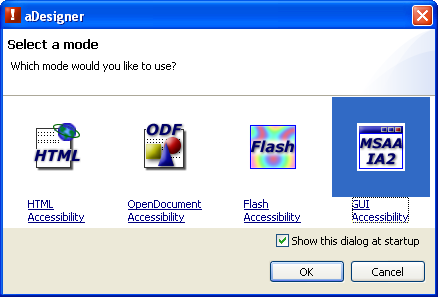 aDesigner
Select a mode
Which mode would you like to use?
HTML
ODF
Flash
MSAA
IA2
HTML
Accessibility
OpenDocument
Accessibility
Flash
Accessibility
GUI
Accessibility
Show this dialog at startup
OK
Cancel